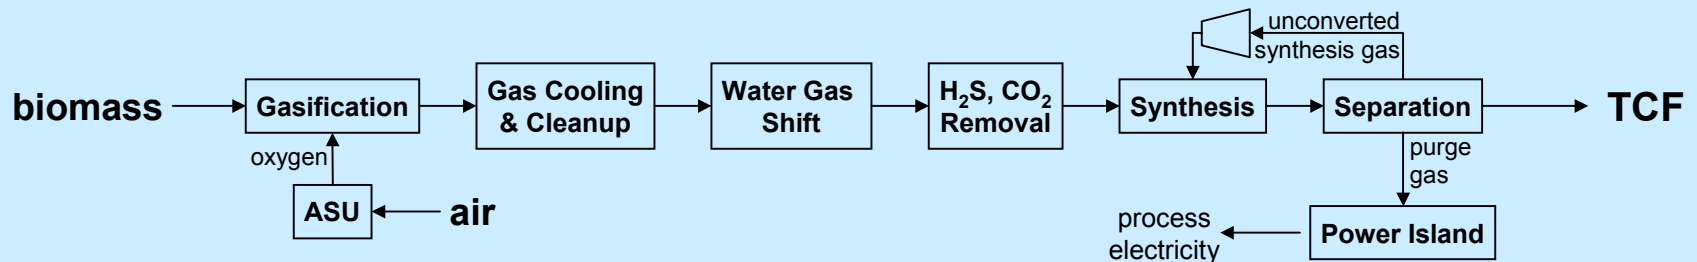 unconverted
synthesis gas
biomass
Gasification
Gas Cooling
& Cleanup
Water Gas
Shift
H₂S, CO₂
Removal
Synthesis
Separation
TCF
oxygen
purge
gas
ASU
air
process
electricity
Power Island